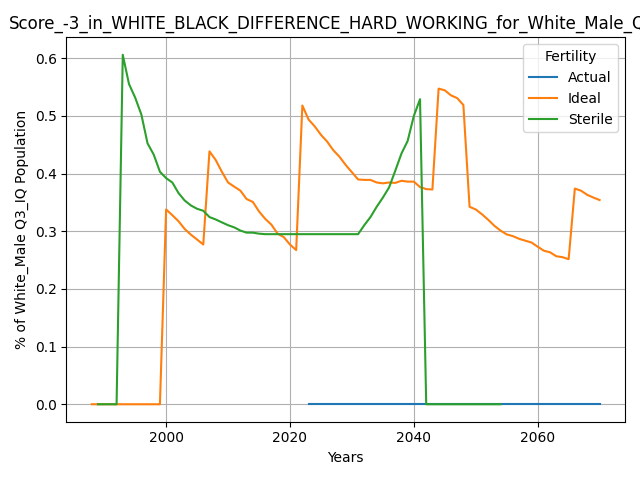 Score_-3_in_WHITE_BLACK_DIFFERENCE_HARD_WORKING_for_White_Male_Q
Fertility
Actual
Ideal
Sterile
% of White_Male Q3_IQ Population
0.6
0.5
0.4
0.3
0.2
0.1
0.0
2000
2020
2040
2060
Years